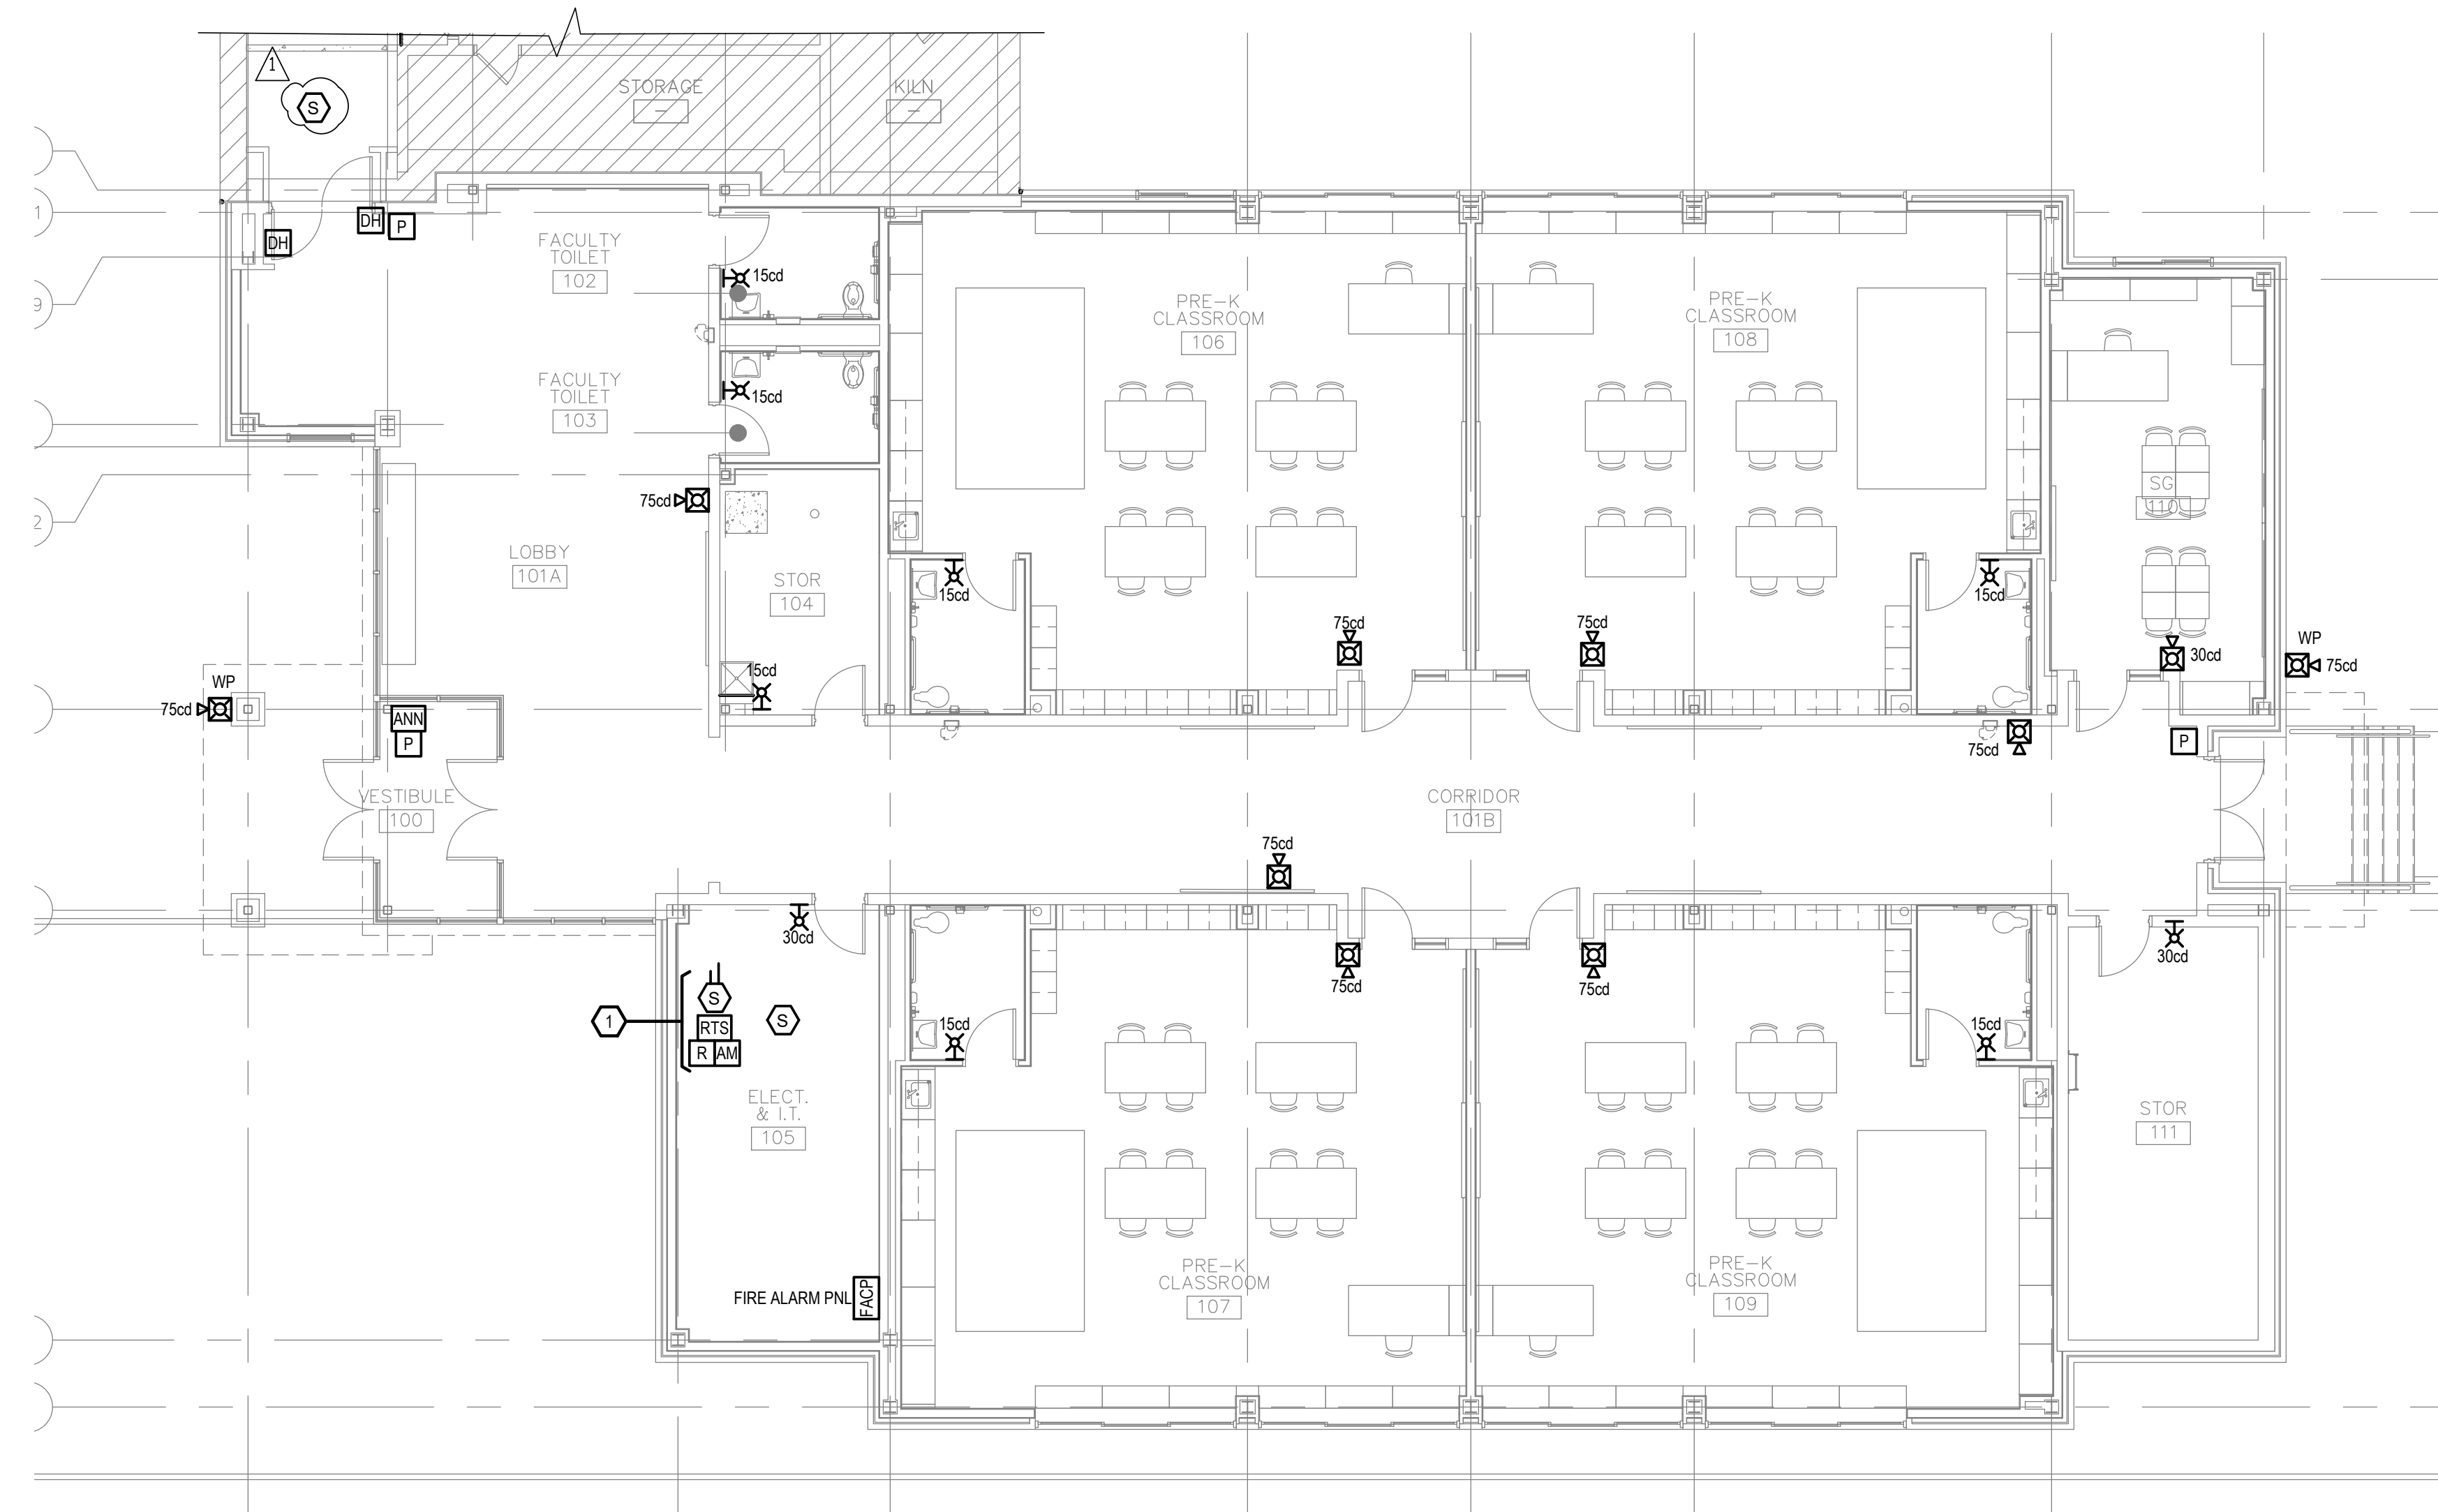 1
S
STORAGE
–
KILN
–
1
DH
DH
P
FACULTY
TOILET
102
15cd
PRE–K
CLASSROOM
106
PRE–K
CLASSROOM
108
9
FACULTY
TOILET
103
15cd
75cd
SG
110
2
LOBBY
101A
STOR
104
15cd
15cd
15cd
75cd
75cd
30cd
WP
75cd
WP
75cd
ANN
P
75cd
P
VESTIBULE
100
CORRIDOR
101B
75cd
30cd
75cd
75cd
30cd
1
S
RTS
R AM
S
15cd
15cd
ELECT.
& I.T.
105
STOR
111
FIRE ALARM PNL
FACP
PRE–K
CLASSROOM
107
PRE–K
CLASSROOM
109